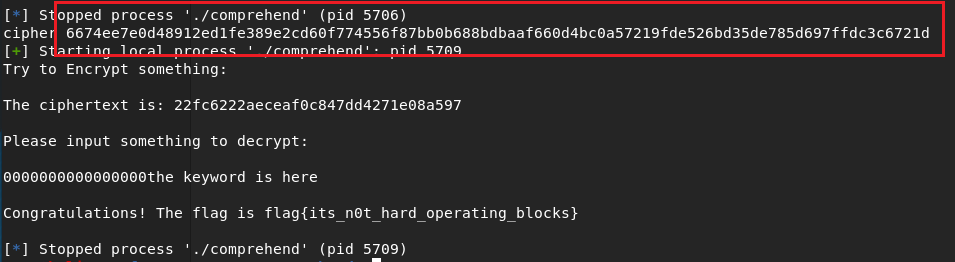 [*] Stopped process './comprehend' (pid 5706)
cipher 6674ee7e0d48912ed1fe389e2cd60f774556f87bb0b688bdbaaf660d4bc0a57219fde526bd35de785d697ffdc3c6721d
[+] Starting local process './comprehend': pid 5709
Try to Encrypt something:
The ciphertext is: 22fc6222aeceaf0c847dd4271e08a597
Please input something to decrypt:
0000000000000000the keyword is here
Congratulations! The flag is flag{its_n0t_hard_operating_blocks}
[*] Stopped process './comprehend' (pid 5709)